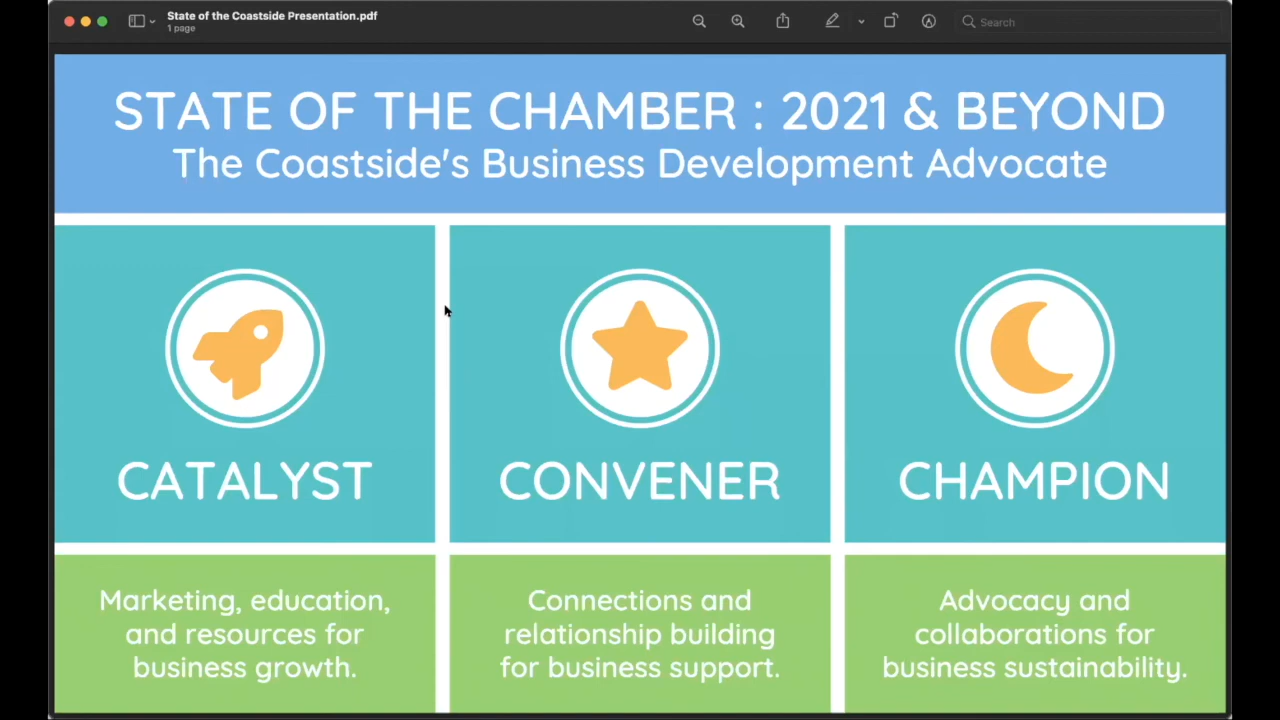 State of the Coastside Presentation.pdf
1 page
Search
STATE OF THE CHAMBER : 2021 & BEYOND
The Coastside's Business Development Advocate
CATALYST
CONVENER
CHAMPION
Marketing, education,
and resources for
business growth.
Connections and
relationship building
for business support.
Advocacy and
collaborations for
business sustainability.